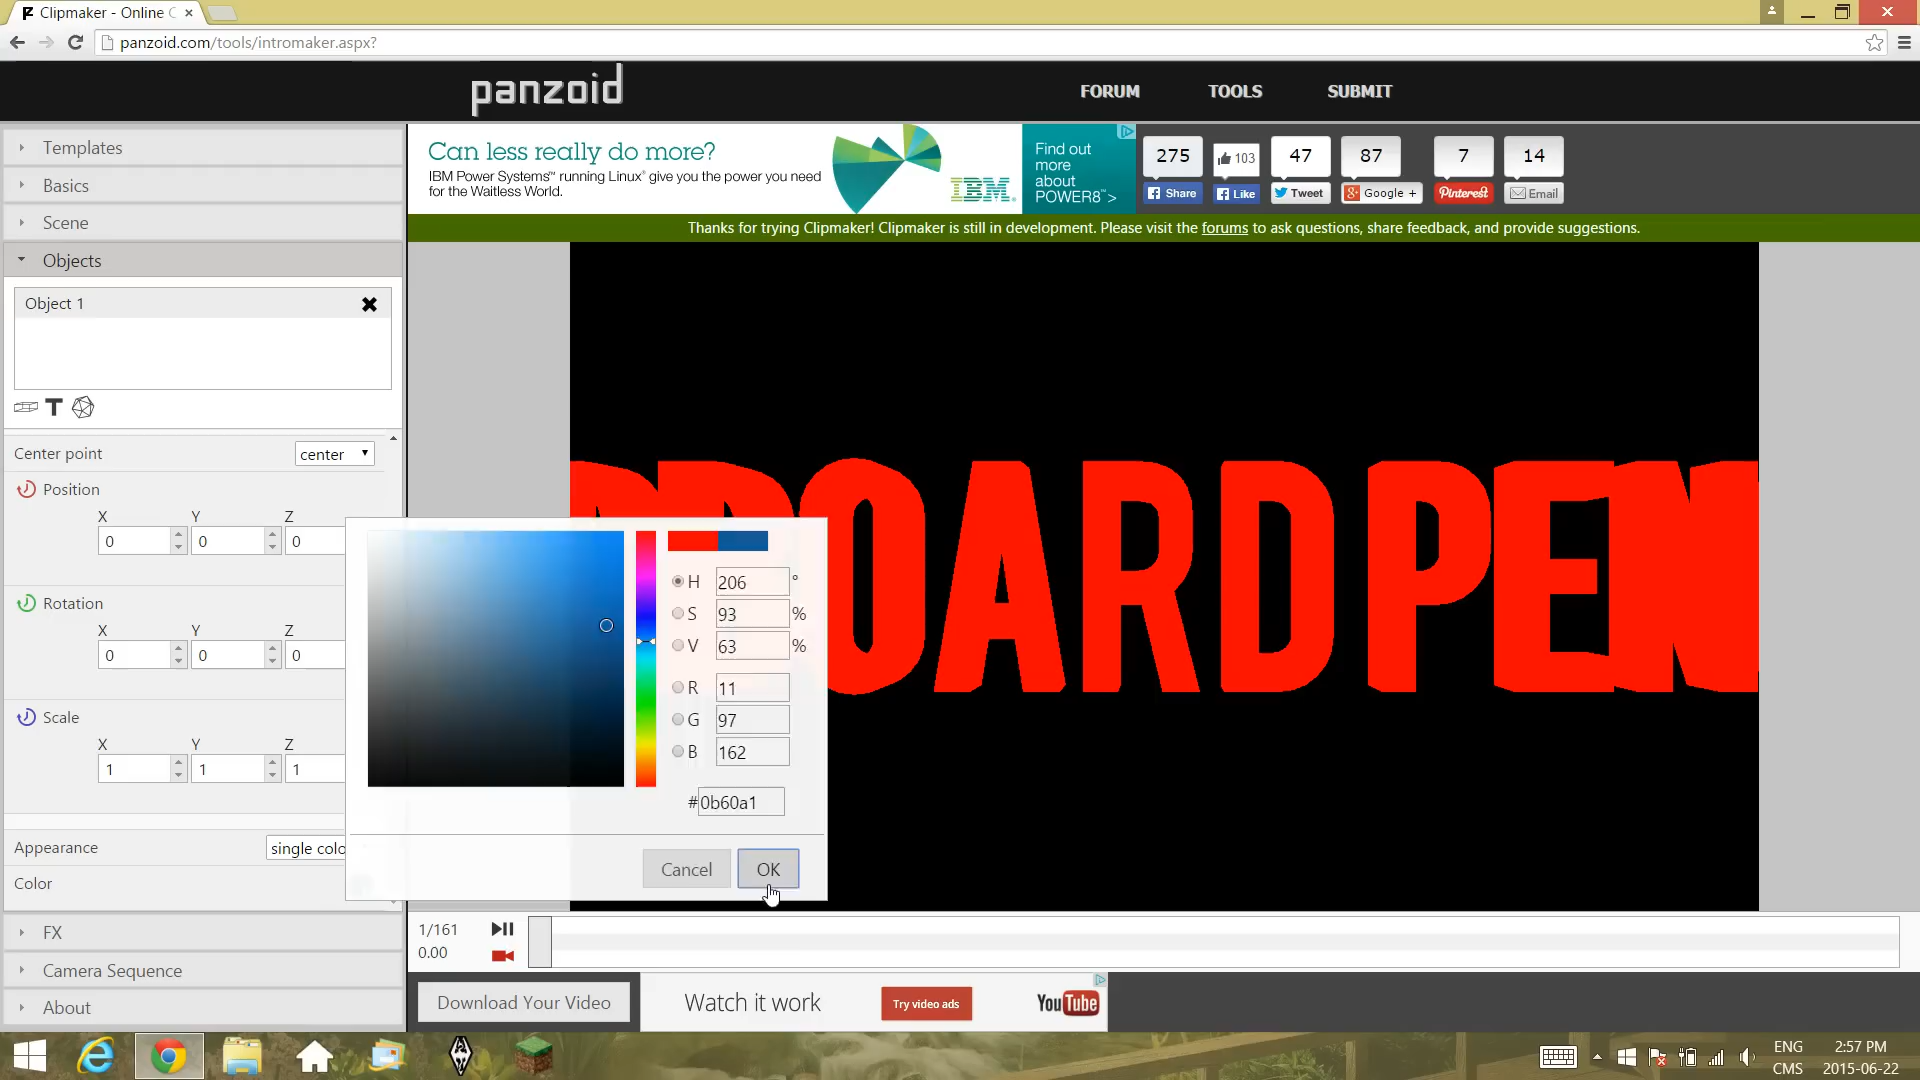 Clipmaker - Online C
panzoid.com/tools/intromaker.aspx?
panzoid
FORUM TOOLS SUBMIT
Templates
Basics
Scene
Objects
Object 1
T
Center point center
Position
X Y Z
0 0 0
Rotation
X Y Z
0 0 0
Scale
X Y Z
1 1 1
Appearance single colo
Color
FX
Camera Sequence
About
Can less really do more?
IBM Power Systems™ running Linux® give you the power you need
for the Waitless World.
IBM.
Find out
more
about
POWER8™>
275 103 47 87 7 14
Share Like Tweet Google + Pinterest Email
Thanks for trying Clipmaker! Clipmaker is still in development. Please visit the forums to ask questions, share feedback, and provide suggestions.
OARD PEN
H 206 °
S 93 %
V 63 %
R 11
G 97
B 162
#0b60a1
Cancel OK
1/161
0.00
Download Your Video
Watch it work Try video ads YouTube
ENG 2:57 PM
CMS 2015-06-22